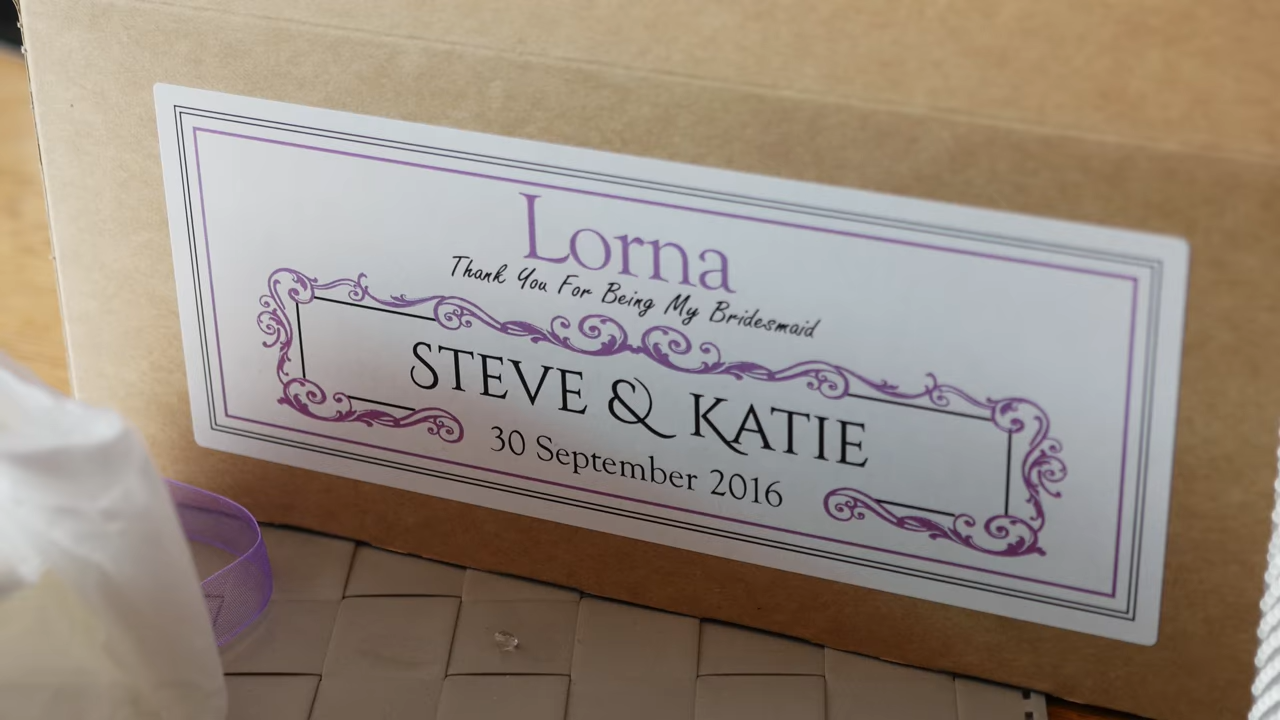 Lorna
Thank You For Being My Bridesmaid
STEVE & KATIE
30 September 2016